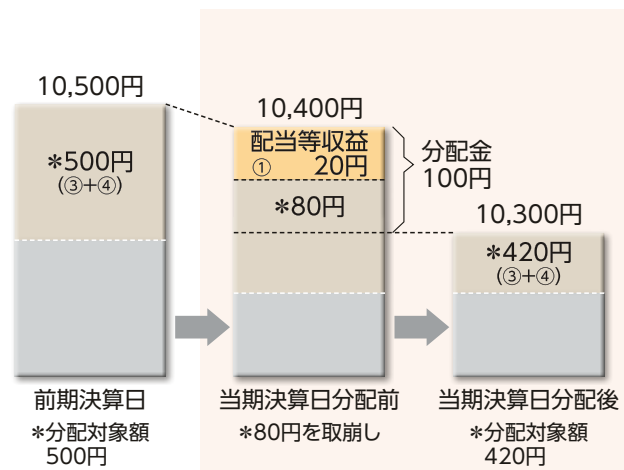 10,500円
*500円
(③+④)
前期決算日
*分配対象額
500円
10,400円
配当等収益
① 20円
*80円
分配金
100円
当期決算日分配前
*80円を取崩し
10,300円
*420円
(③+④)
当期決算日分配後
*分配対象額
420円